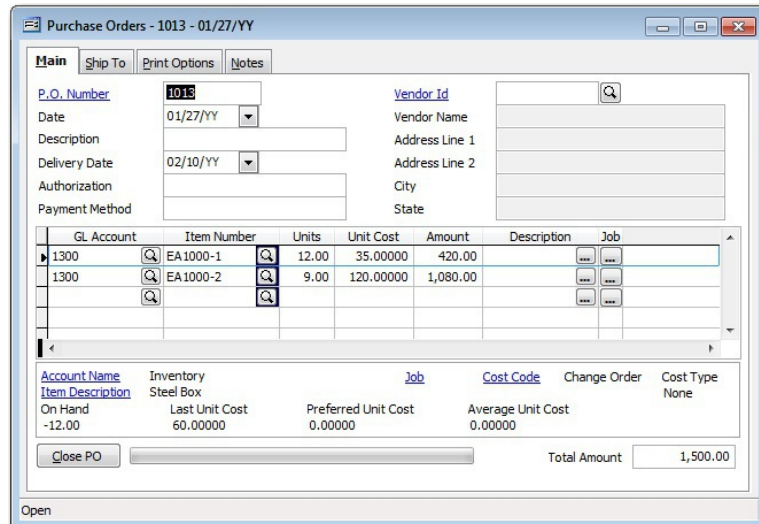 Purchase Orders - 1013 - 01/27/YY
Main Ship To Print Options Notes
P.O. Number 1013 Vendor Id
Date 01/27/YY Vendor Name
Description Address Line 1
Delivery Date 02/10/YY Address Line 2
Authorization City
Payment Method State
GL Account Item Number Units Unit Cost Amount Description Job
1300 EA1000-1 12.00 35.00000 420.00 ... ...
1300 EA1000-2 9.00 120.00000 1,080.00 ... ...
... ...
Account Name Inventory Job Cost Code Change Order Cost Type
Item Description Steel Box None
On Hand Last Unit Cost Preferred Unit Cost Average Unit Cost
-12.00 60.00000 0.00000 0.00000
Close PO Total Amount 1,500.00
Open